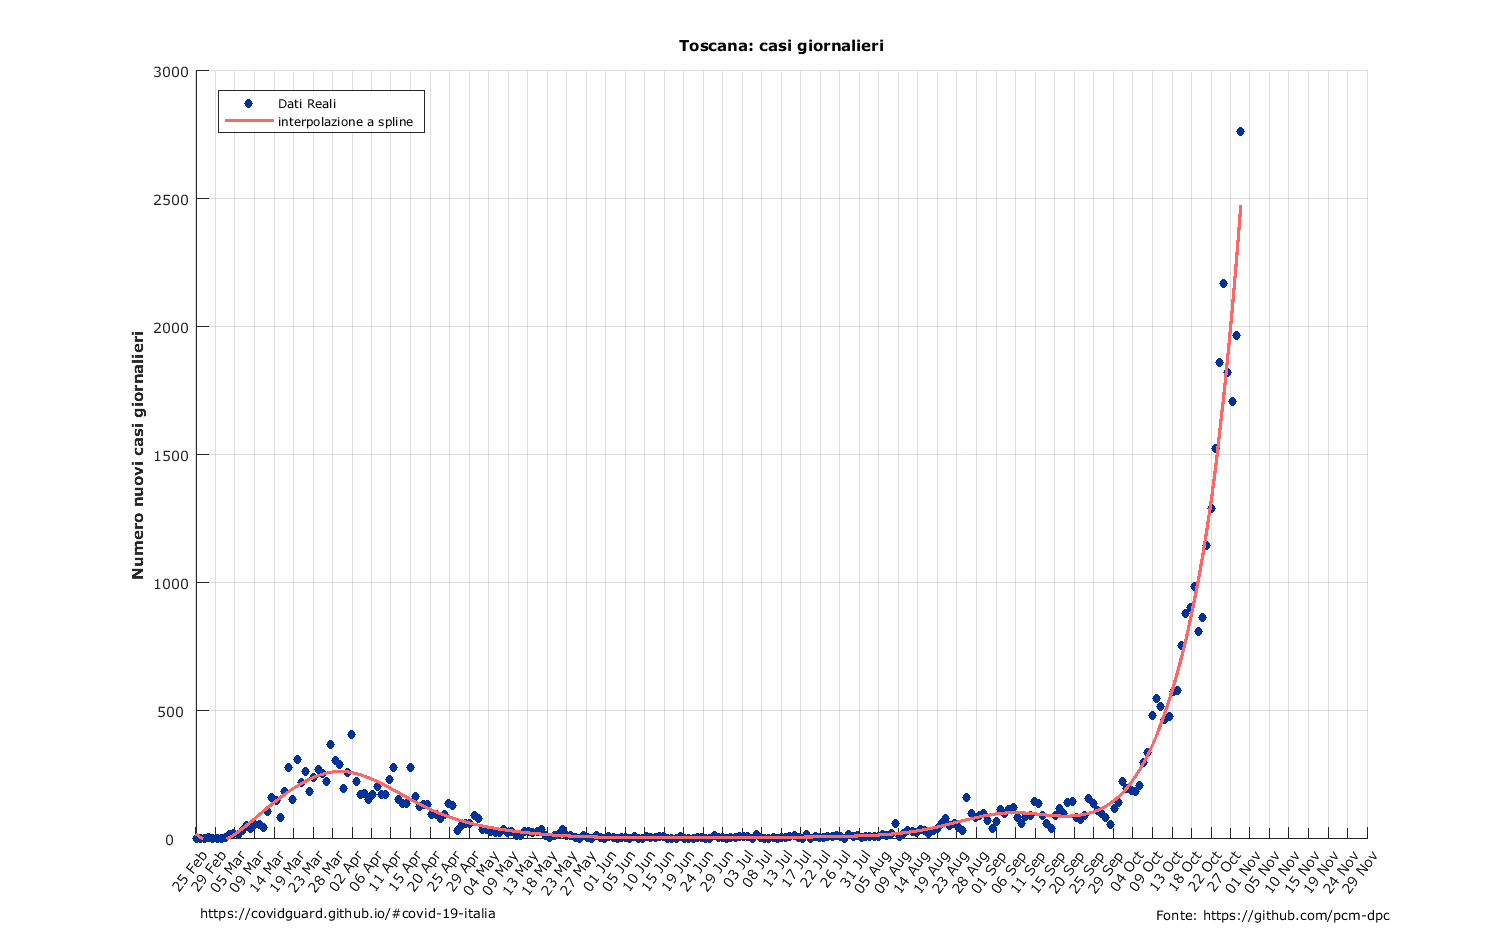 Toscana: casi giornalieri
3000
2500
2000
1500
1000
500
0
Numero nuovi casi giornalieri
Dati Reali
interpolazione a spline
25 Feb
29 Feb
05 Mar
09 Mar
14 Mar
19 Mar
23 Mar
28 Mar
02 Apr
06 Apr
11 Apr
15 Apr
20 Apr
25 Apr
29 Apr
04 May
09 May
13 May
18 May
23 May
27 May
01 Jun
05 Jun
10 Jun
15 Jun
19 Jun
24 Jun
29 Jun
03 Jul
08 Jul
13 Jul
17 Jul
22 Jul
26 Jul
31 Jul
05 Aug
09 Aug
14 Aug
19 Aug
23 Aug
28 Aug
01 Sep
06 Sep
11 Sep
15 Sep
20 Sep
25 Sep
29 Sep
04 Oct
09 Oct
13 Oct
18 Oct
22 Oct
27 Oct
01 Nov
05 Nov
10 Nov
15 Nov
19 Nov
24 Nov
29 Nov
https://covidguard.github.io/#covid-19-italia
Fonte: https://github.com/pcm-dpc